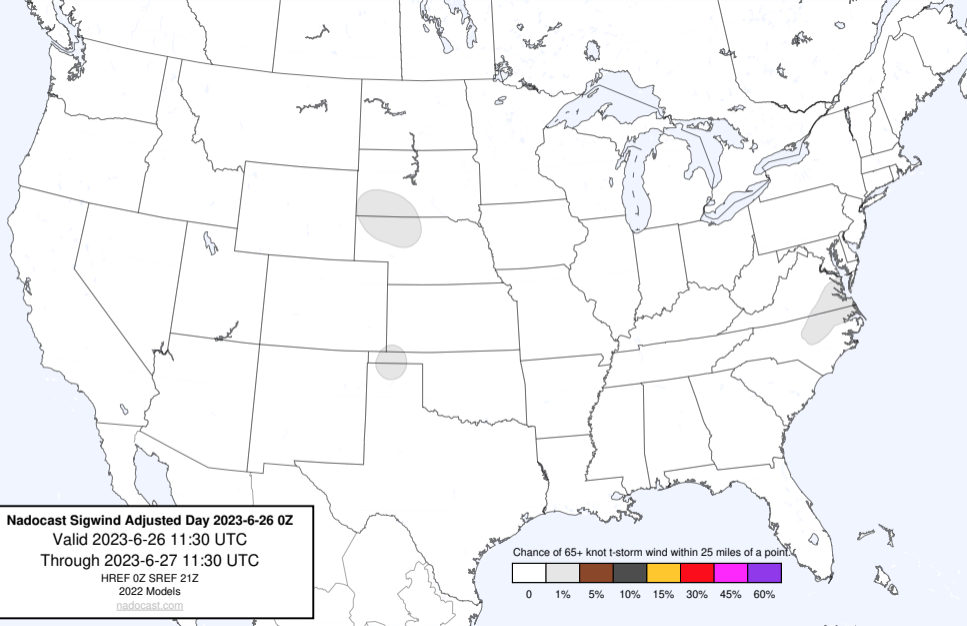 Nadocast Sigwind Adjusted Day 2023-6-26 0Z
Valid 2023-6-26 11:30 UTC
Through 2023-6-27 11:30 UTC
HREF 0Z SREF 21Z
2022 Models
nadocast.com
Chance of 65+ knot t-storm wind within 25 miles of a point.
0 1% 5% 10% 15% 30% 45% 60%